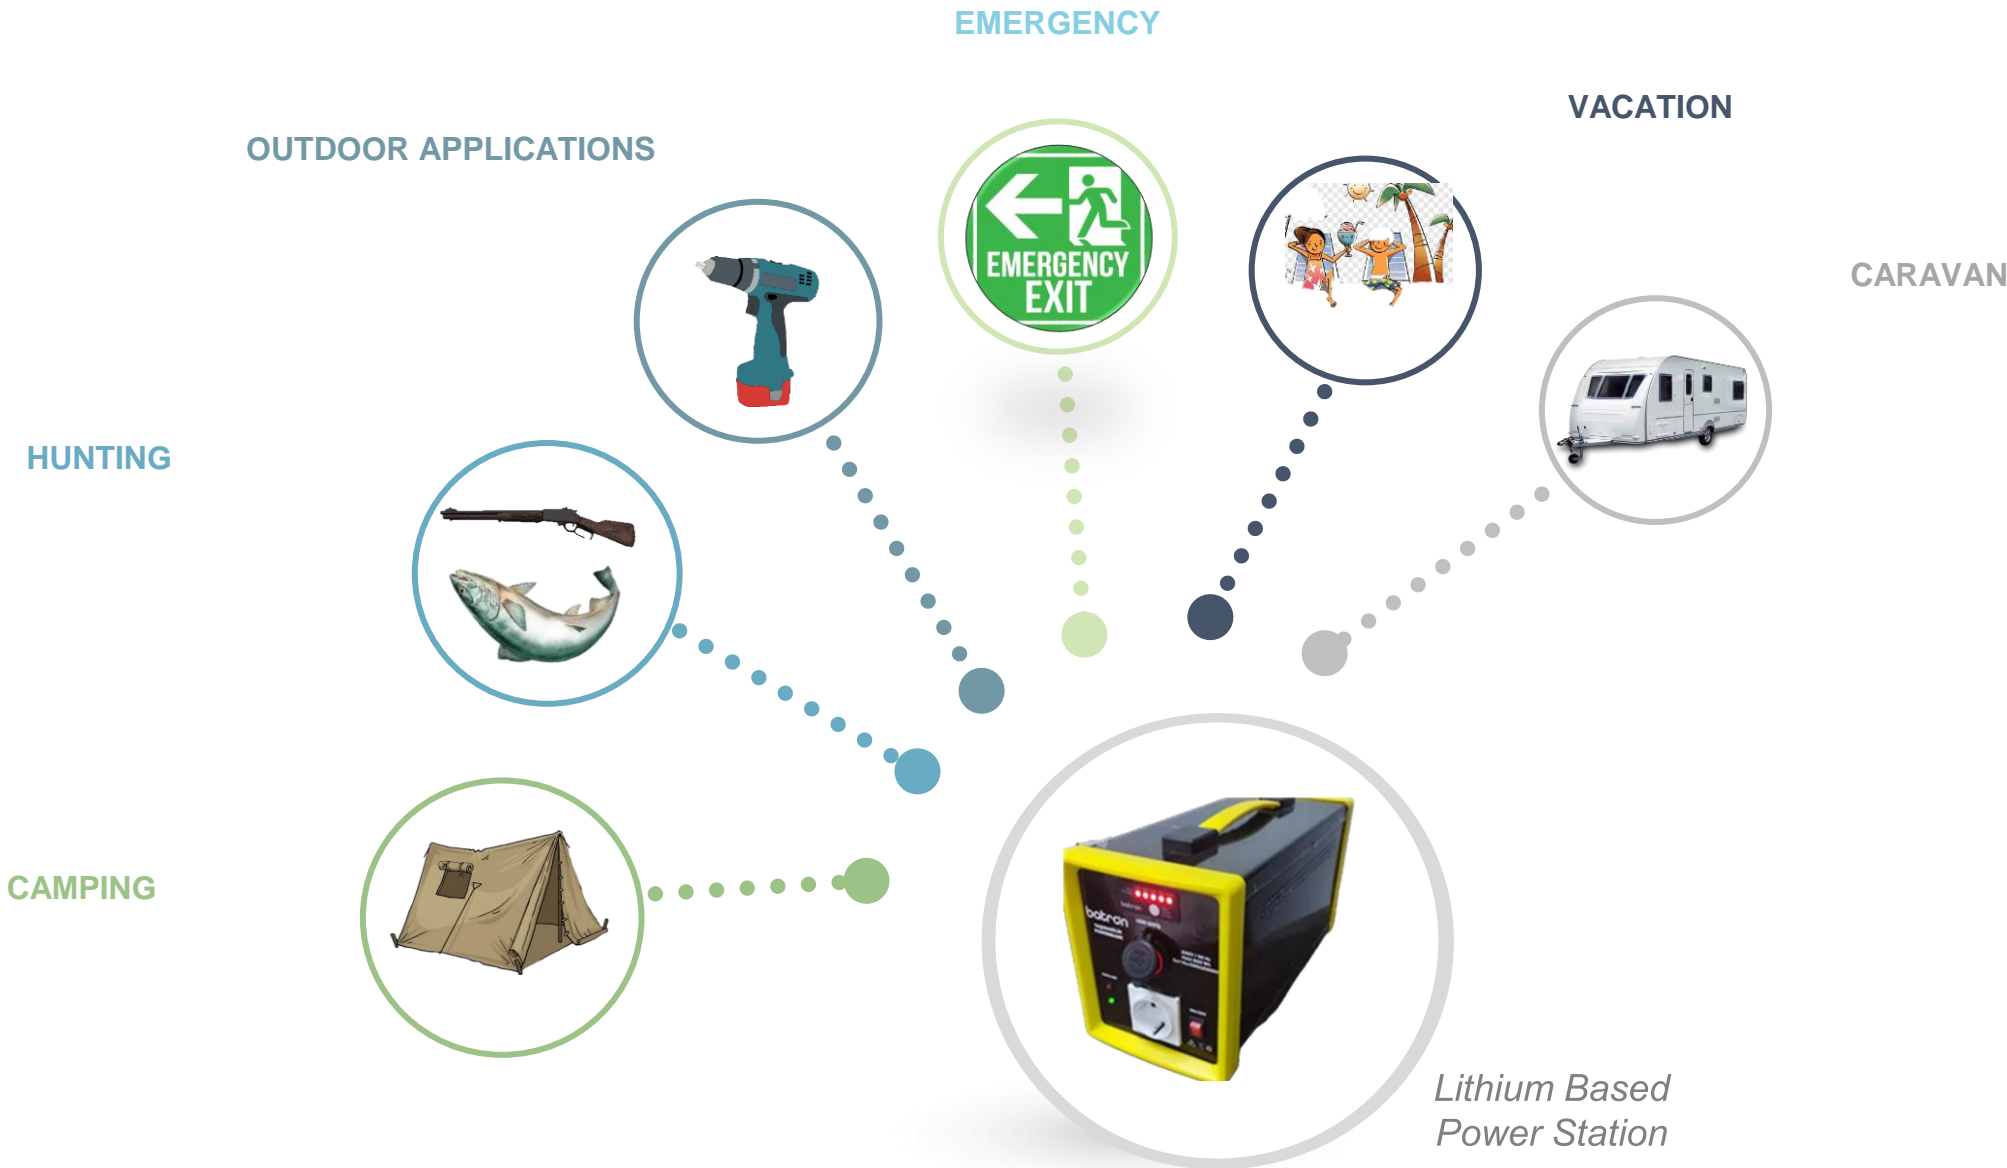 EMERGENCY
VACATION
OUTDOOR APPLICATIONS
EMERGENCY
EXIT
CARAVAN
HUNTING
CAMPING
batron
Lithium Based
Power Station